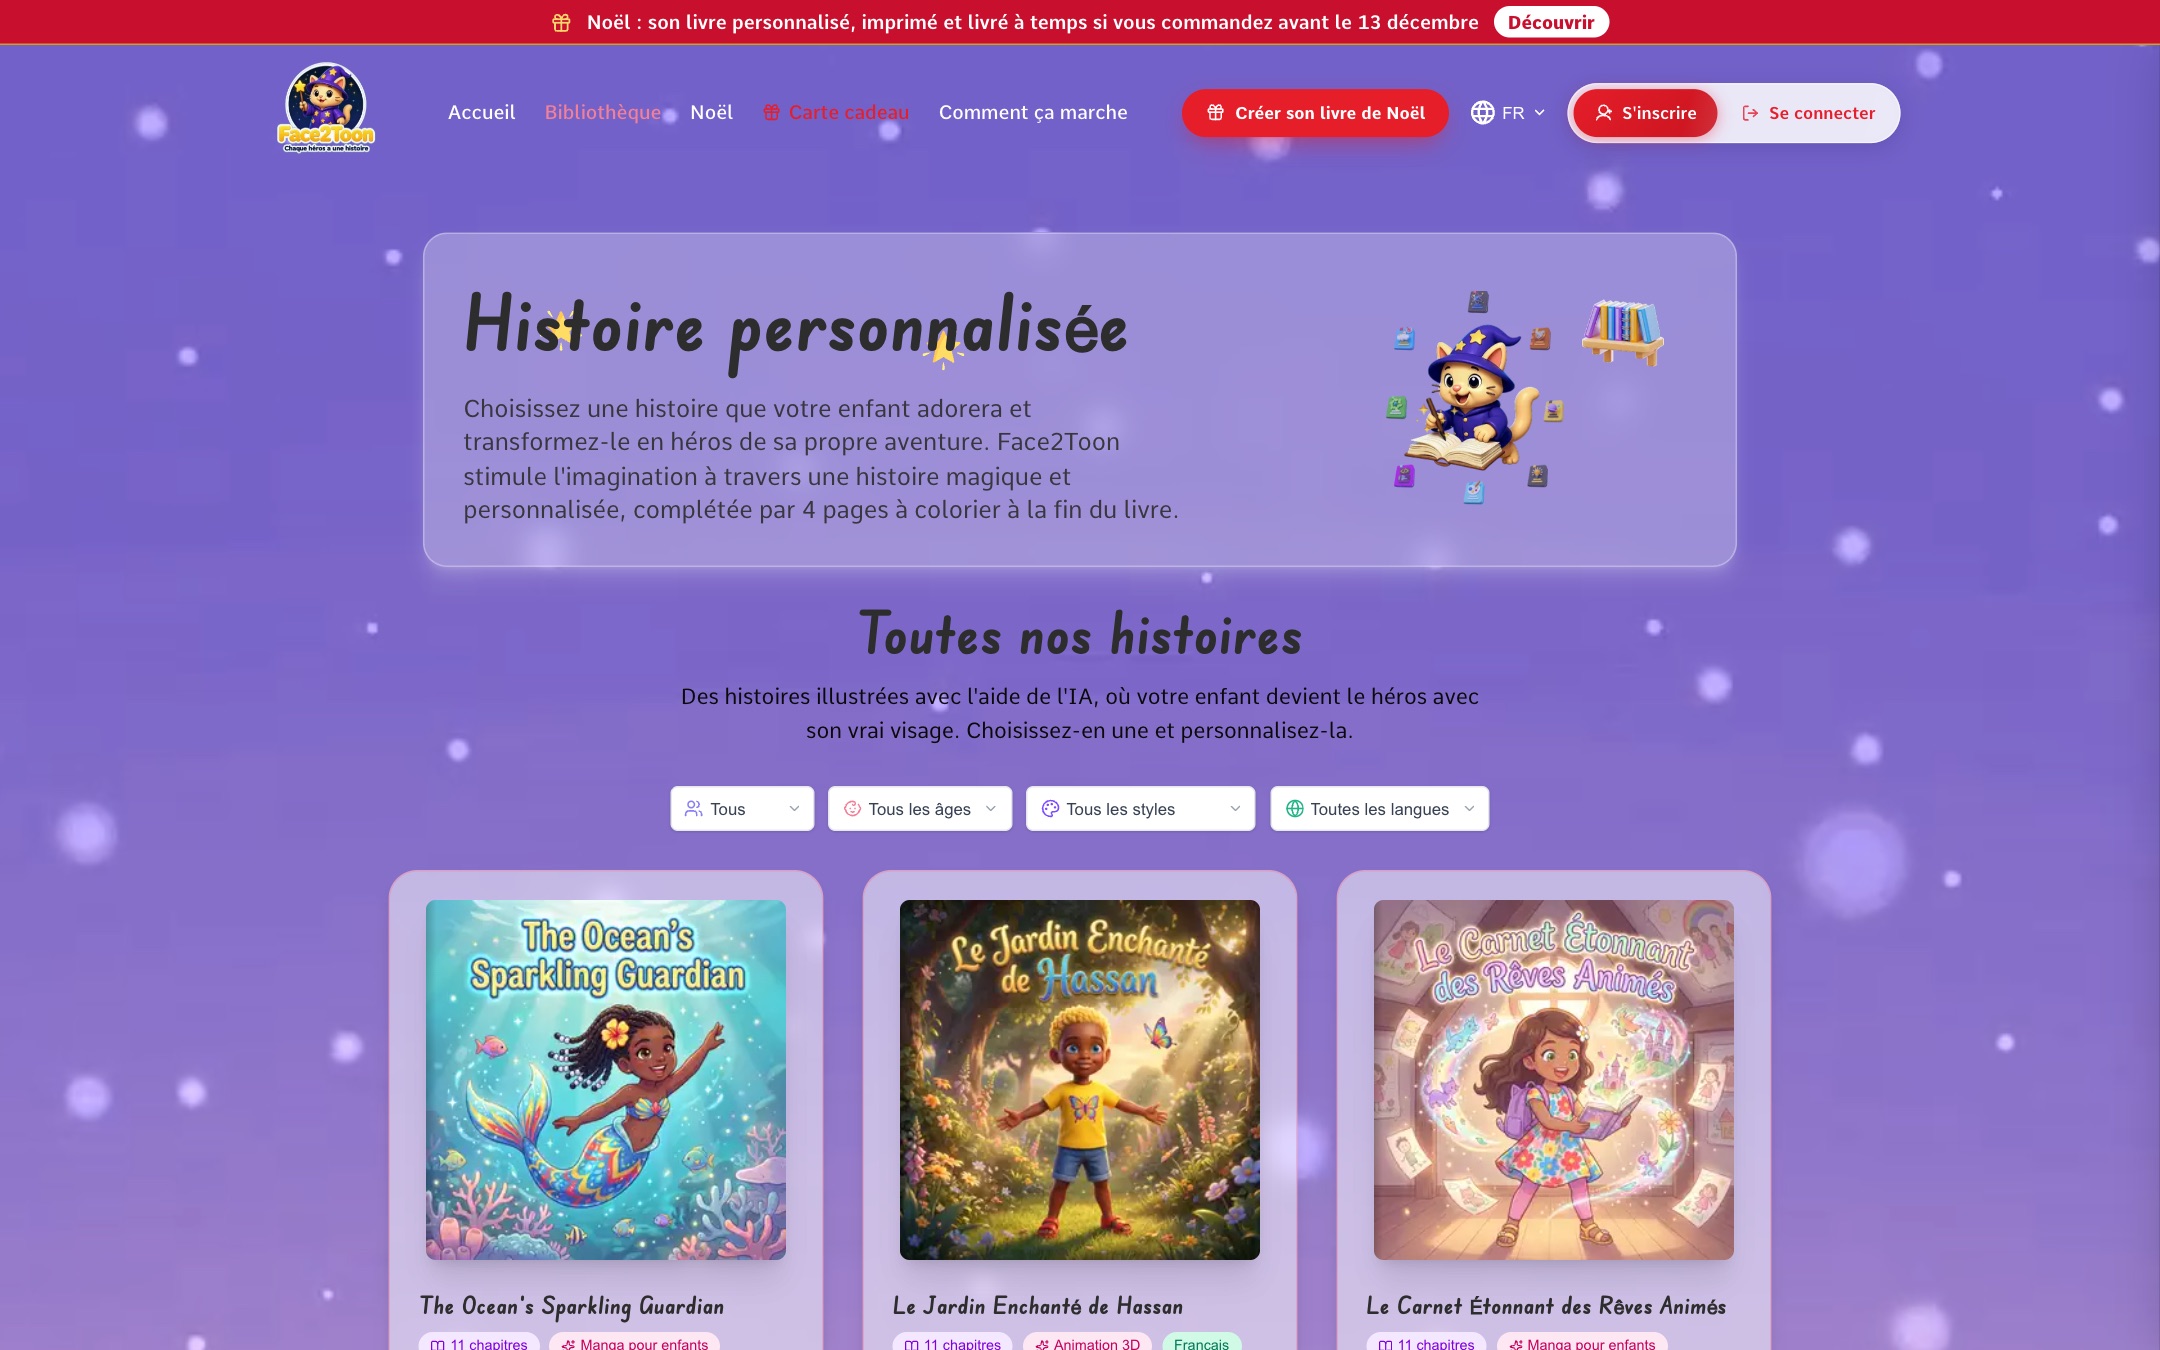 Noël : son livre personnalisé, imprimé et livré à temps si vous commandez avant le 13 décembre
Découvrir
Face2Toon
Chaque héros a une histoire
Accueil
Bibliothèque
Noël
Carte cadeau
Comment ça marche
Créer son livre de Noël
FR
S'inscrire
Se connecter
Histoire personnalisée
Choisissez une histoire que votre enfant adorera et
transformez-le en héros de sa propre aventure. Face2Toon
stimule l'imagination à travers une histoire magique et
personnalisée, complétée par 4 pages à colorier à la fin du livre.
Toutes nos histoires
Des histoires illustrées avec l'aide de l'IA, où votre enfant devient le héros avec
son vrai visage. Choisissez-en une et personnalisez-la.
Tous
Tous les âges
Tous les styles
Toutes les langues
The Ocean's
Sparkling Guardian
Le Jardin Enchanté
de Hassan
Le Carnet Étonnant
des Rêves Animés
The Ocean's Sparkling Guardian
Le Jardin Enchanté de Hassan
Le Carnet Étonnant des Rêves Animés
11 chapitres
Manga pour enfants
11 chapitres
Animation 3D
Français
11 chapitres
Manga pour enfants